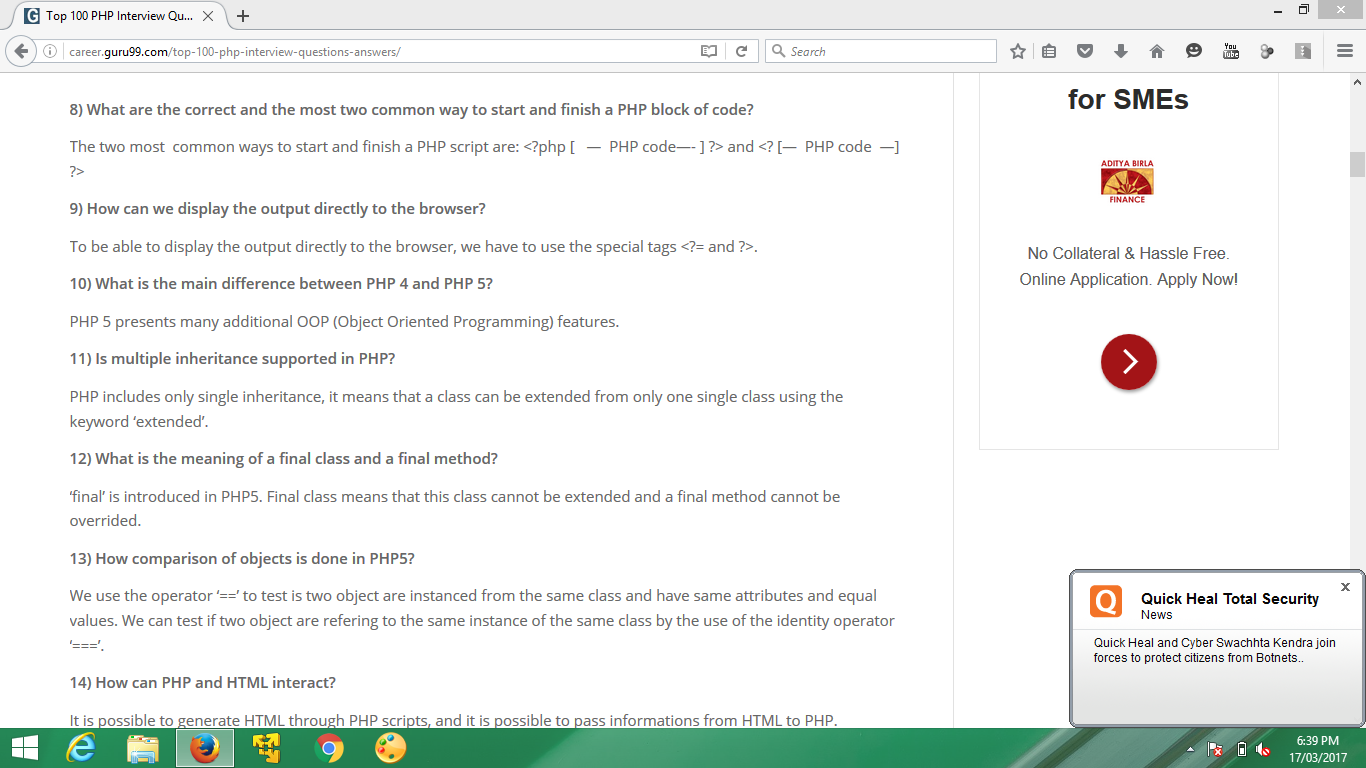 Top 100 PHP Interview Qu...
career.guru99.com/top-100-php-interview-questions-answers/
Search
You
Tube
8) What are the correct and the most two common way to start and finish a PHP block of code?
The two most  common ways to start and finish a PHP script are: <?php [   —  PHP code—- ] ?> and <? [—  PHP code  —]
?>
9) How can we display the output directly to the browser?
To be able to display the output directly to the browser, we have to use the special tags <?= and ?>.
10) What is the main difference between PHP 4 and PHP 5?
PHP 5 presents many additional OOP (Object Oriented Programming) features.
11) Is multiple inheritance supported in PHP?
PHP includes only single inheritance, it means that a class can be extended from only one single class using the
keyword ‘extended’.
12) What is the meaning of a final class and a final method?
‘final’ is introduced in PHP5. Final class means that this class cannot be extended and a final method cannot be
overrided.
13) How comparison of objects is done in PHP5?
We use the operator ‘==’ to test is two object are instanced from the same class and have same attributes and equal
values. We can test if two object are refering to the same instance of the same class by the use of the identity operator
‘===’.
14) How can PHP and HTML interact?
It is possible to generate HTML through PHP scripts, and it is possible to pass informations from HTML to PHP.
for SMEs
ADITYA BIRLA
FINANCE
No Collateral & Hassle Free.
Online Application. Apply Now!
Quick Heal Total Security
News
Quick Heal and Cyber Swachhta Kendra join
forces to protect citizens from Botnets..
6:39 PM
17/03/2017